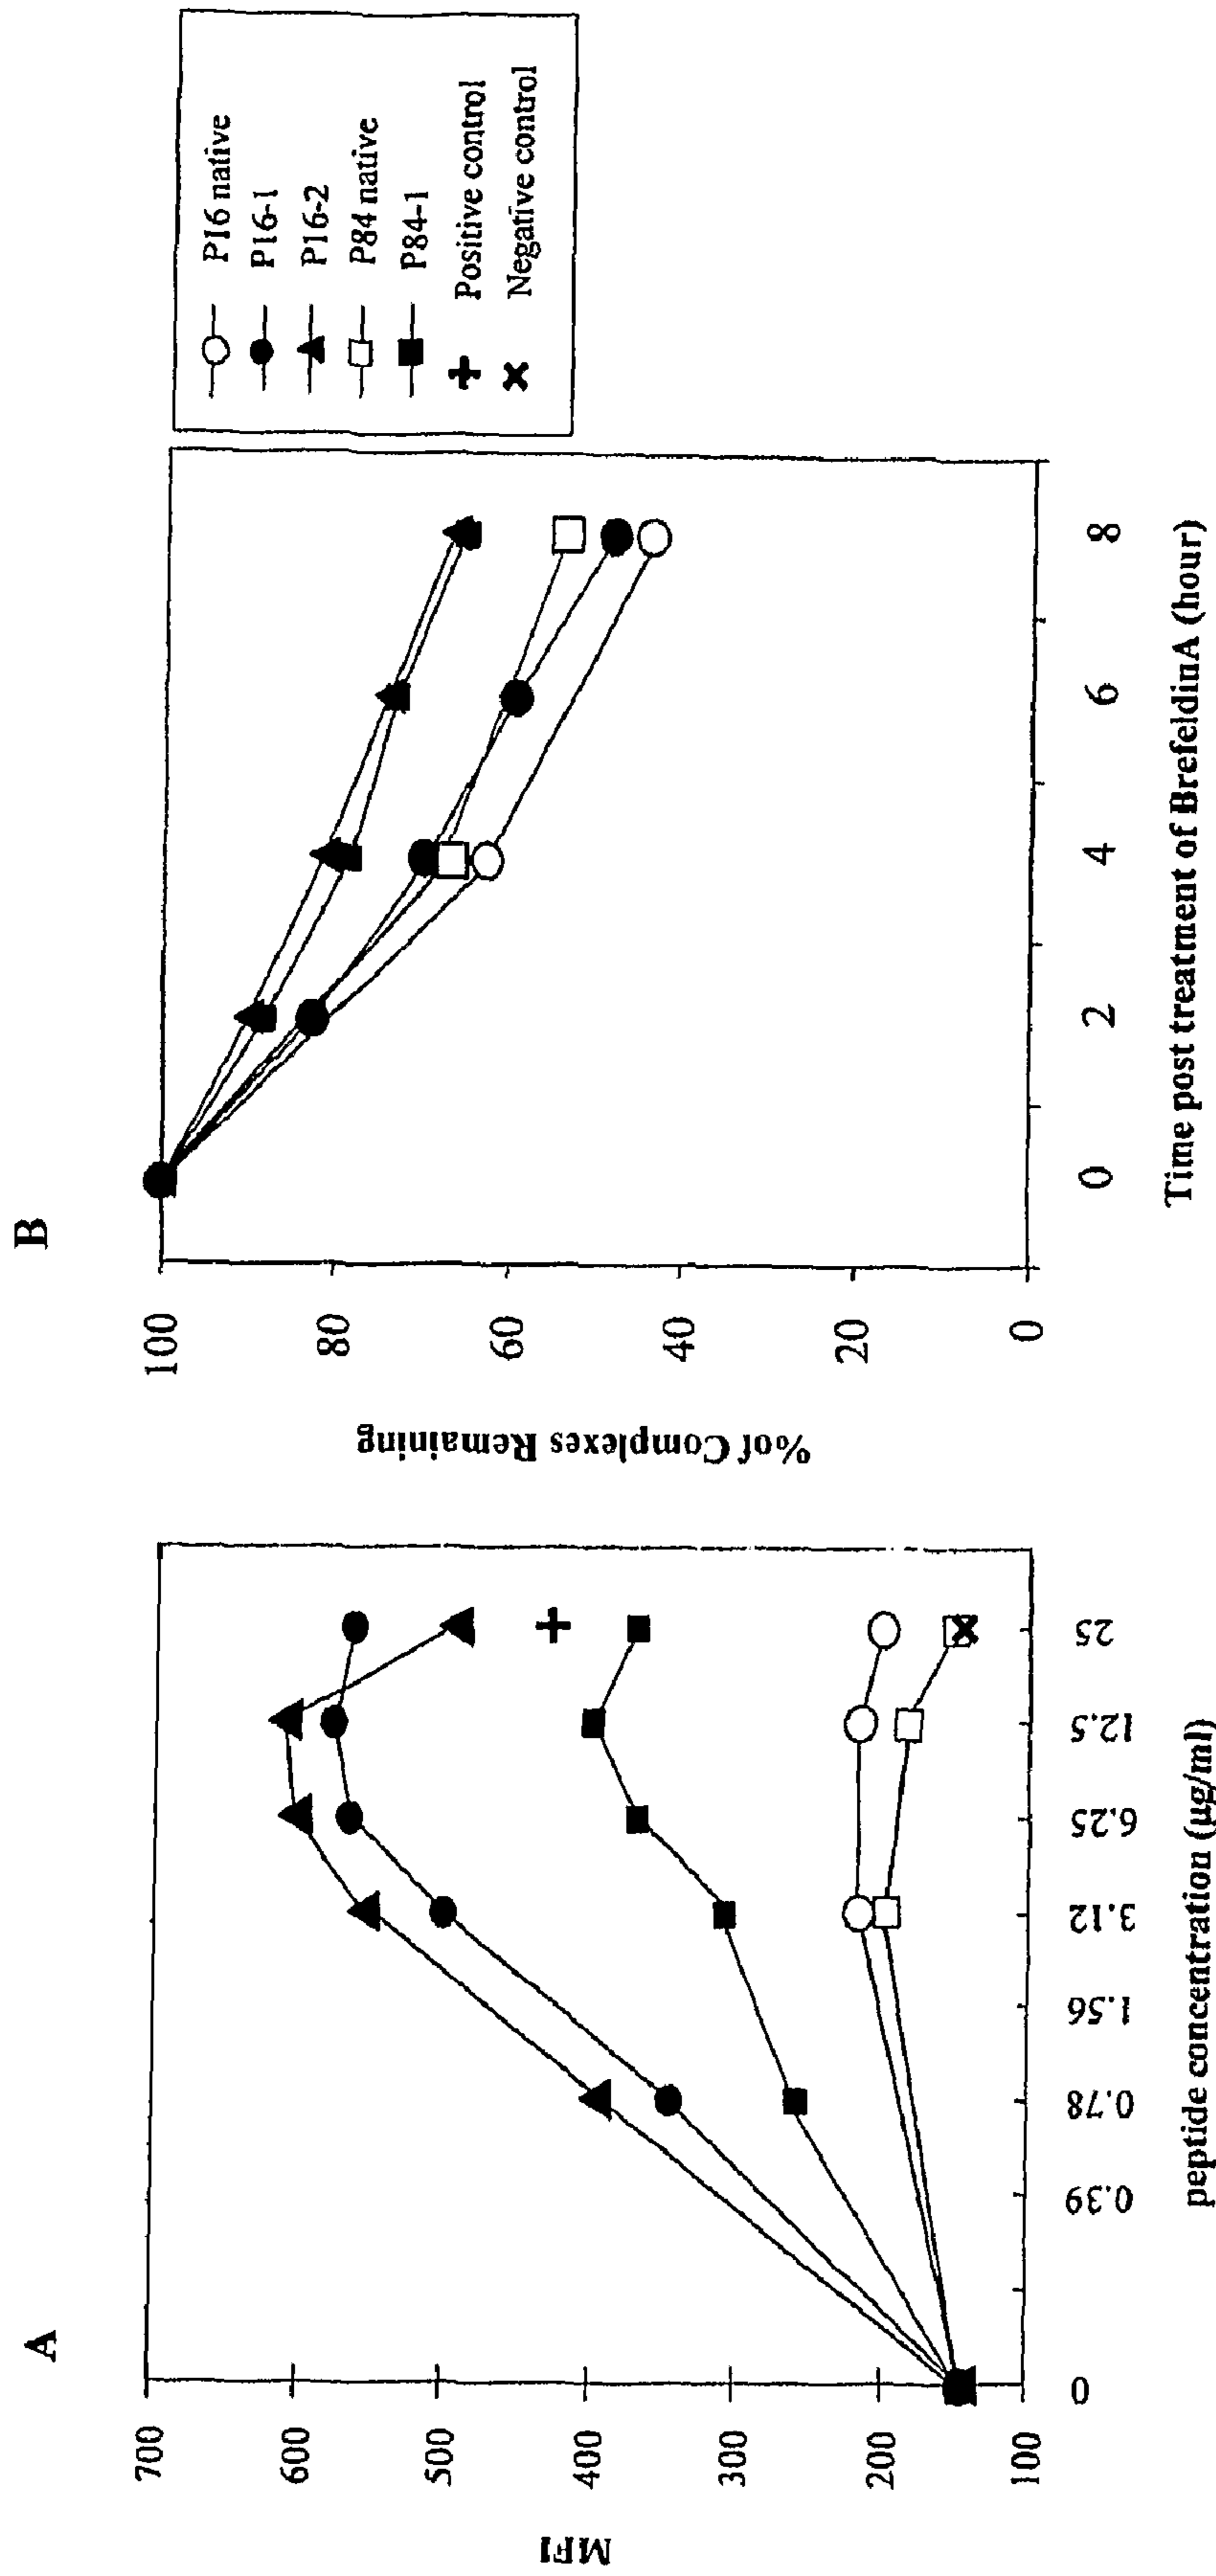 A
MFI
700
600
500
400
300
200
100
0
0.39
0.78
1.56
3.12
6.25
12.5
25
peptide concentration (µg/ml)
B
%of Complexes Remaining
100
80
60
40
20
0
0
2
4
6
8
Time post treatment of BrefeldinA (hour)
P16 native
P16-1
P16-2
P84 native
P84-1
Positive control
Negative control